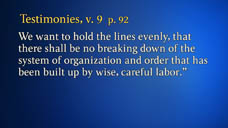 Testimonies, v. 9 p. 92
We want to hold the lines evenly, that
there shall be no breaking down of the
system of organization and order that has
been built up by wise, careful labor.”